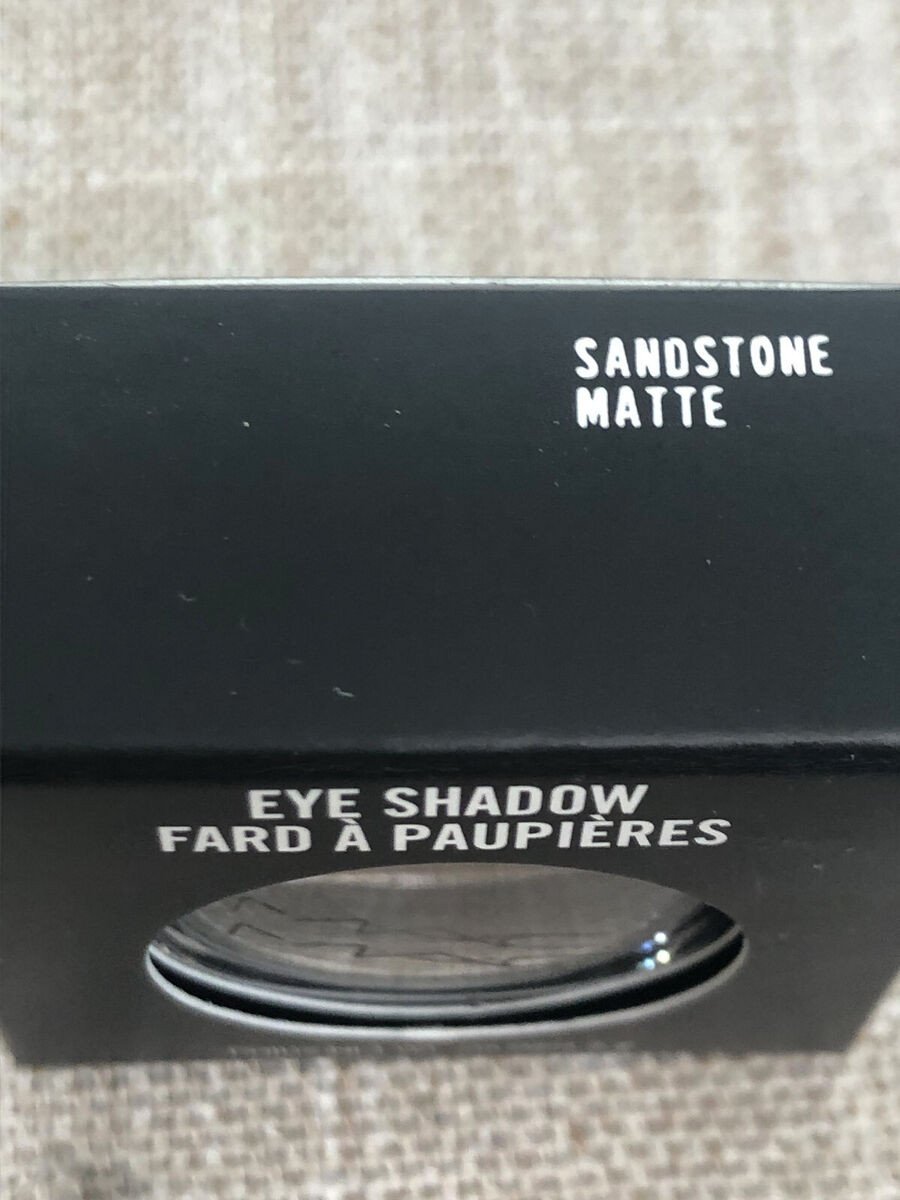 SANDSTONE
MATTE
EYE SHADOW
FARD À PAUPIÈRES